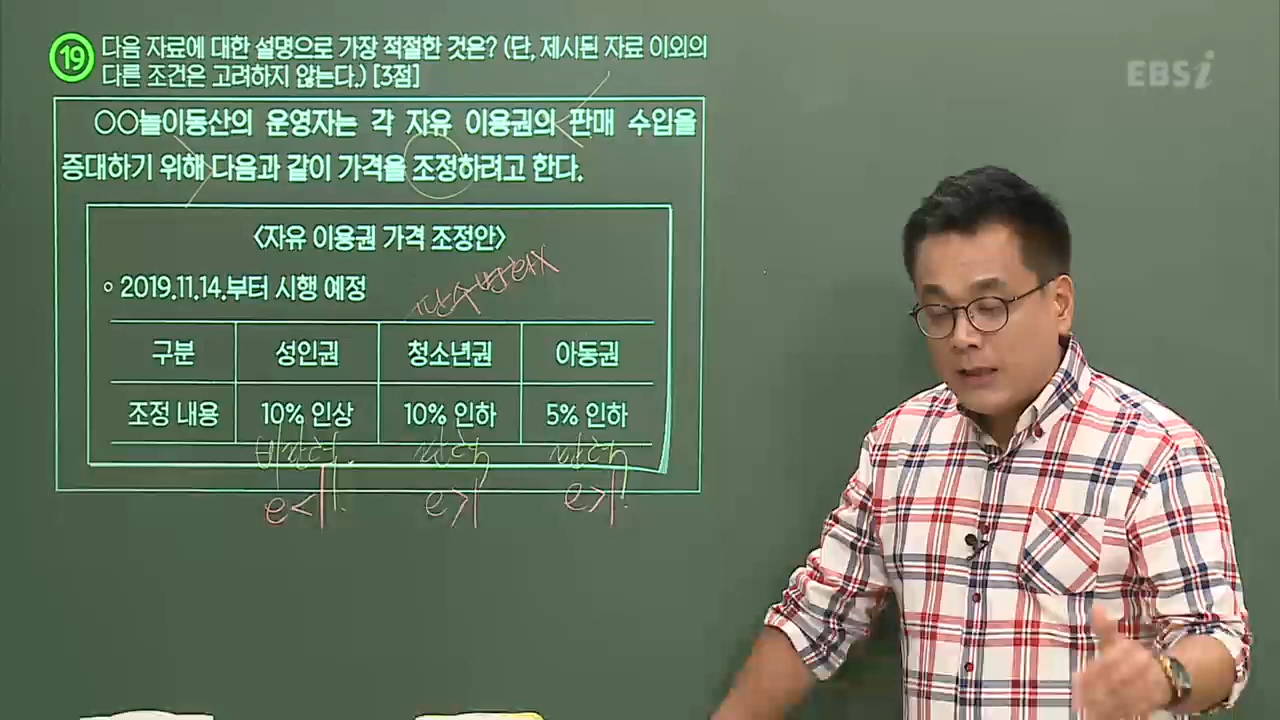 19 다음 자료에 대한 설명으로 가장 적절한 것은? (단, 제시된 자료 이외의
다른 조건은 고려하지 않는다.) [3점]
EBSi
○○놀이동산의 운영자는 각 자유 이용권의 판매 수입을
증대하기 위해 다음과 같이 가격을 조정하려고 한다.
<자유 이용권 가격 조정안>
◦ 2019.11.14.부터 시행 예정
구분 성인권 청소년권 아동권
조정 내용 10% 인상 10% 인하 5% 인하
비탄력 탄력 탄력
e<1 e>1 e>1